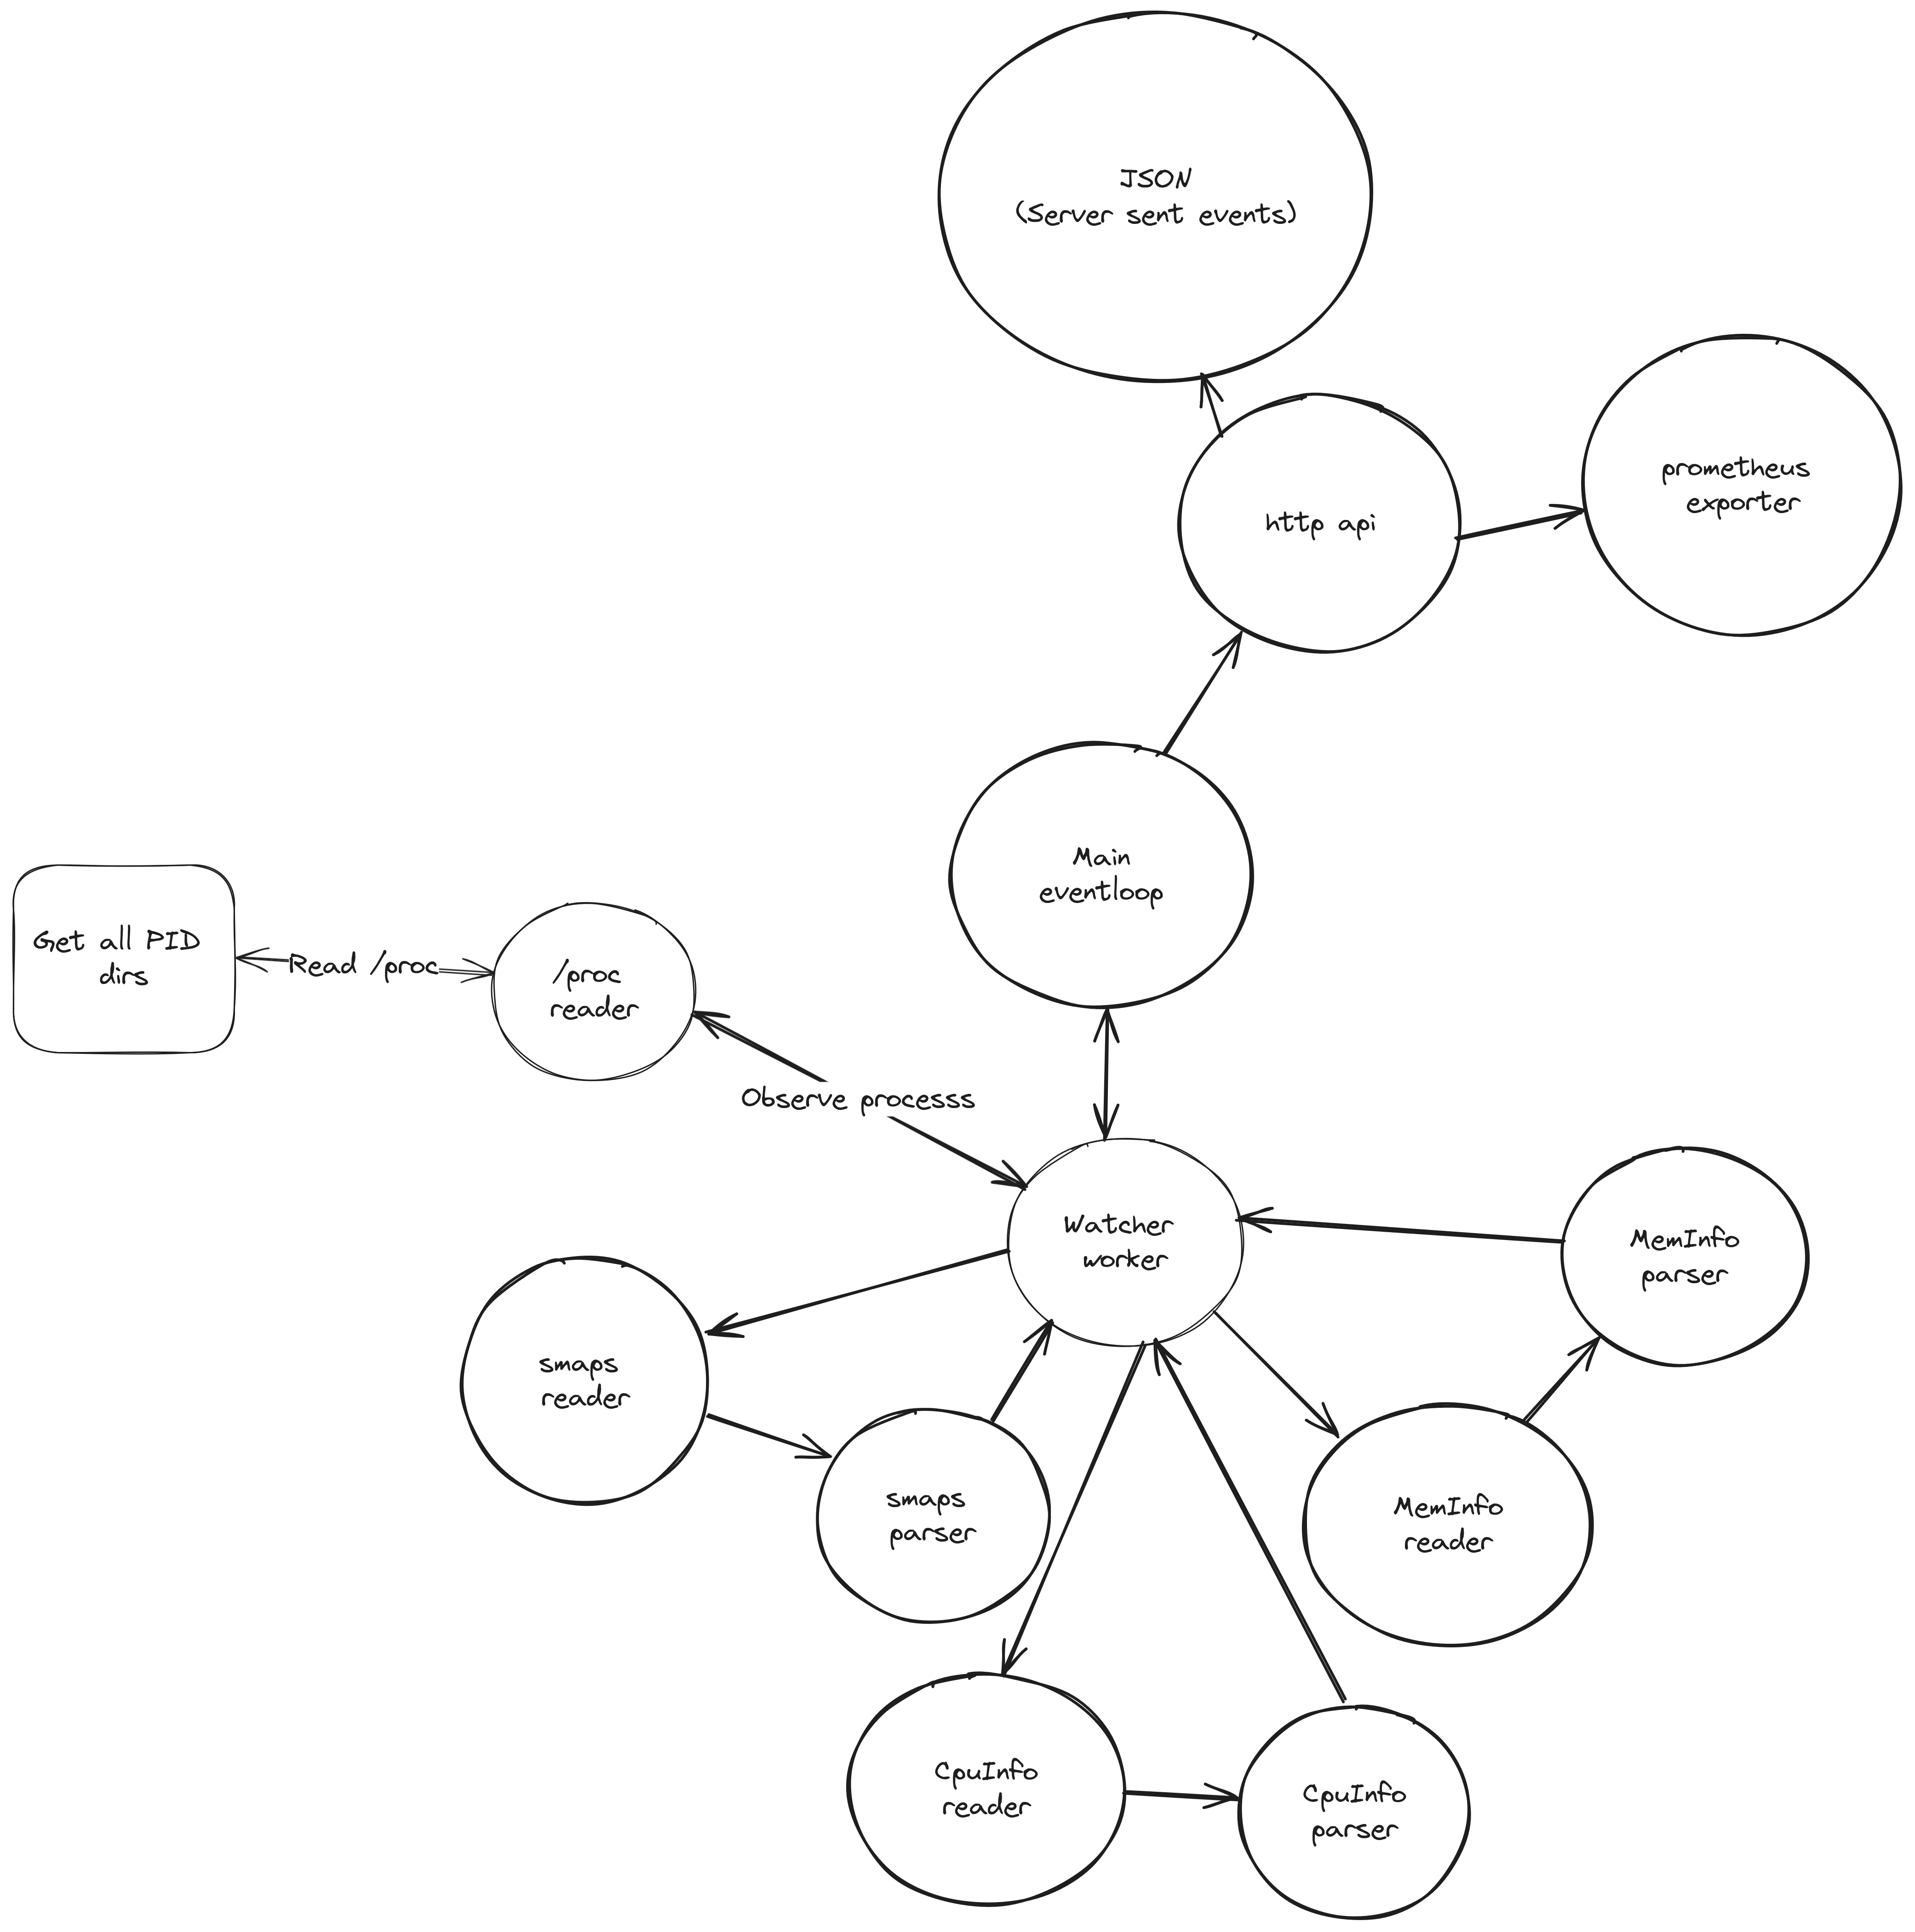 JSON
(Server sent events)
prometheus
exporter
http api
Main
eventloop
Get all PID
dirs
Read /proc
/proc
reader
Observe processs
Watcher
worker
MemInfo
parser
smaps
reader
smaps
parser
MemInfo
reader
CpuInfo
reader
CpuInfo
parser